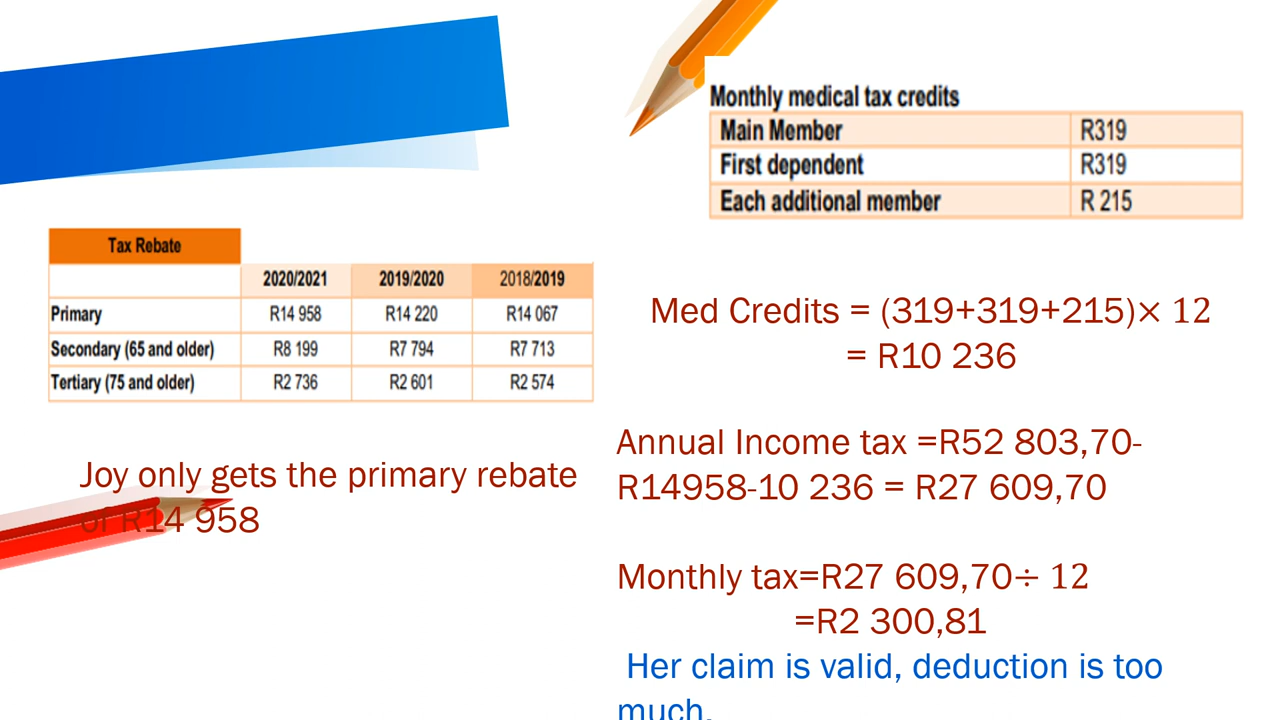 Monthly medical tax credits
Main Member R319
First dependent R319
Each additional member R 215
Tax Rebate
2020/2021 2019/2020 2018/2019
Primary R14 958 R14 220 R14 067
Secondary (65 and older) R8 199 R7 794 R7 713
Tertiary (75 and older) R2 736 R2 601 R2 574
Joy only gets the primary rebate
of R14 958
Med Credits = (319+319+215)× 12
= R10 236
Annual Income tax =R52 803,70-
R14958-10 236 = R27 609,70
Monthly tax=R27 609,70÷ 12
=R2 300,81
Her claim is valid, deduction is too
much.